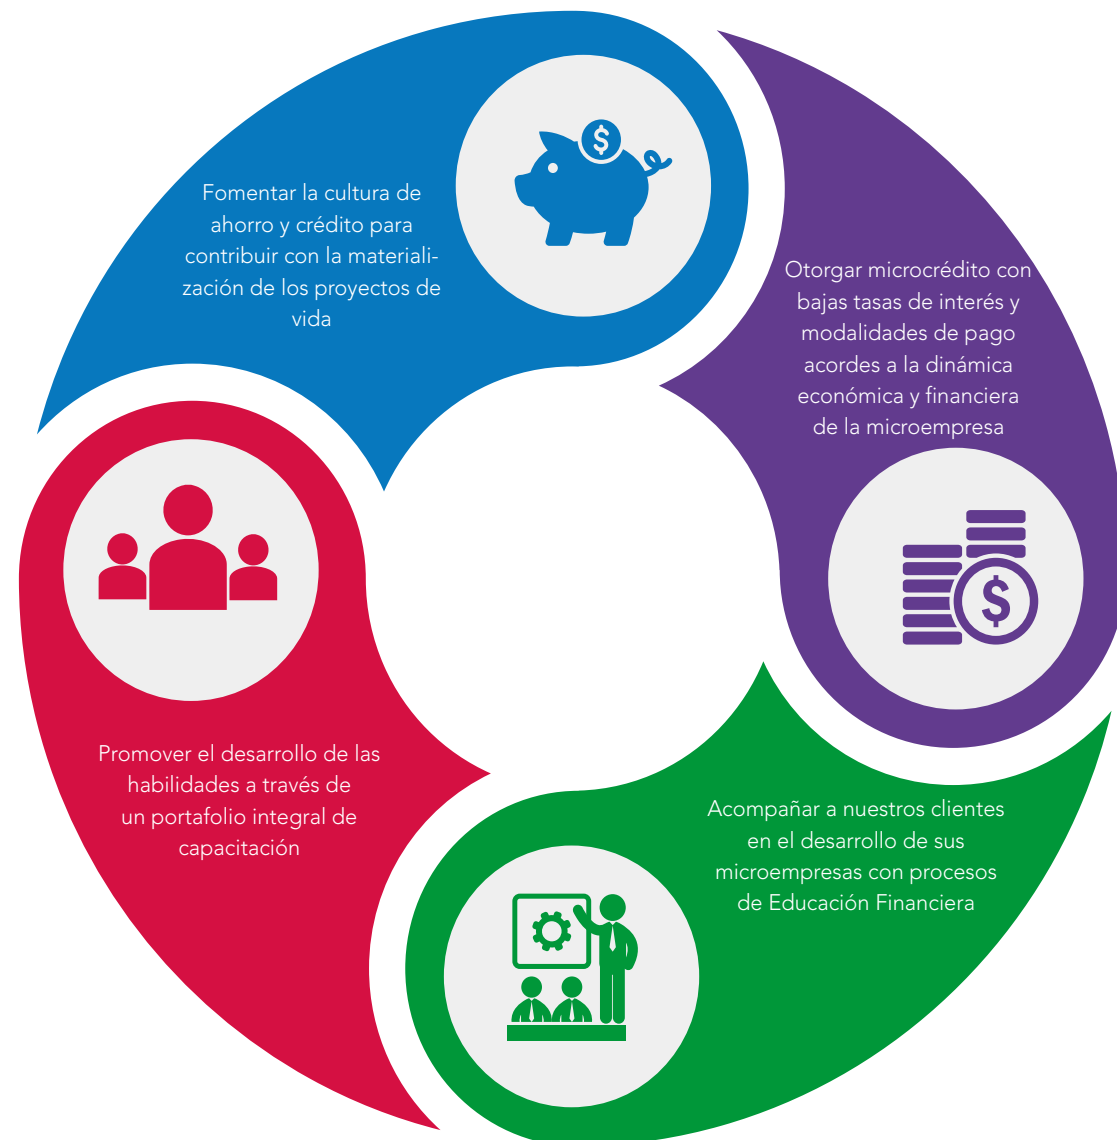 Fomentar la cultura de
ahorro y crédito para
contribuir con la materiali-
zación de los proyectos de
vida
Otorgar microcrédito con
bajas tasas de interés y
modalidades de pago
acordes a la dinámica
económica y financiera
de la microempresa
Acompañar a nuestros clientes
en el desarrollo de sus
microempresas con procesos
de Educación Financiera
Promover el desarrollo de las
habilidades a través de
un portafolio integral de
capacitación